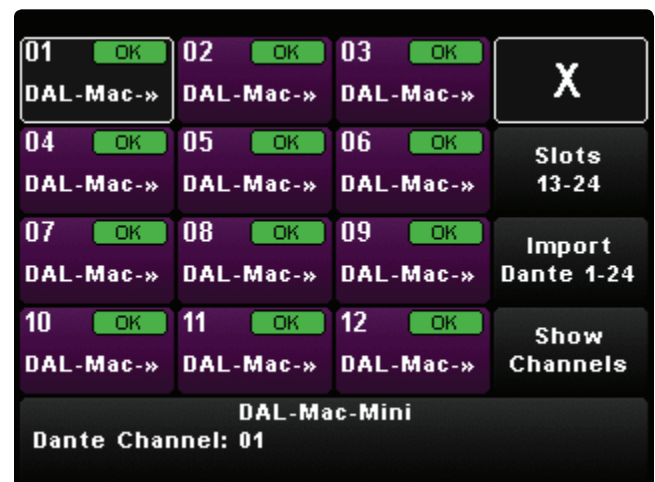 01 OK 02 OK 03 OK X
DAL-Mac-» DAL-Mac-» DAL-Mac-»
04 OK 05 OK 06 OK Slots
DAL-Mac-» DAL-Mac-» DAL-Mac-» 13-24
07 OK 08 OK 09 OK Import
DAL-Mac-» DAL-Mac-» DAL-Mac-» Dante 1-24
10 OK 11 OK 12 OK Show
DAL-Mac-» DAL-Mac-» DAL-Mac-» Channels
DAL-Mac-Mini
Dante Channel: 01